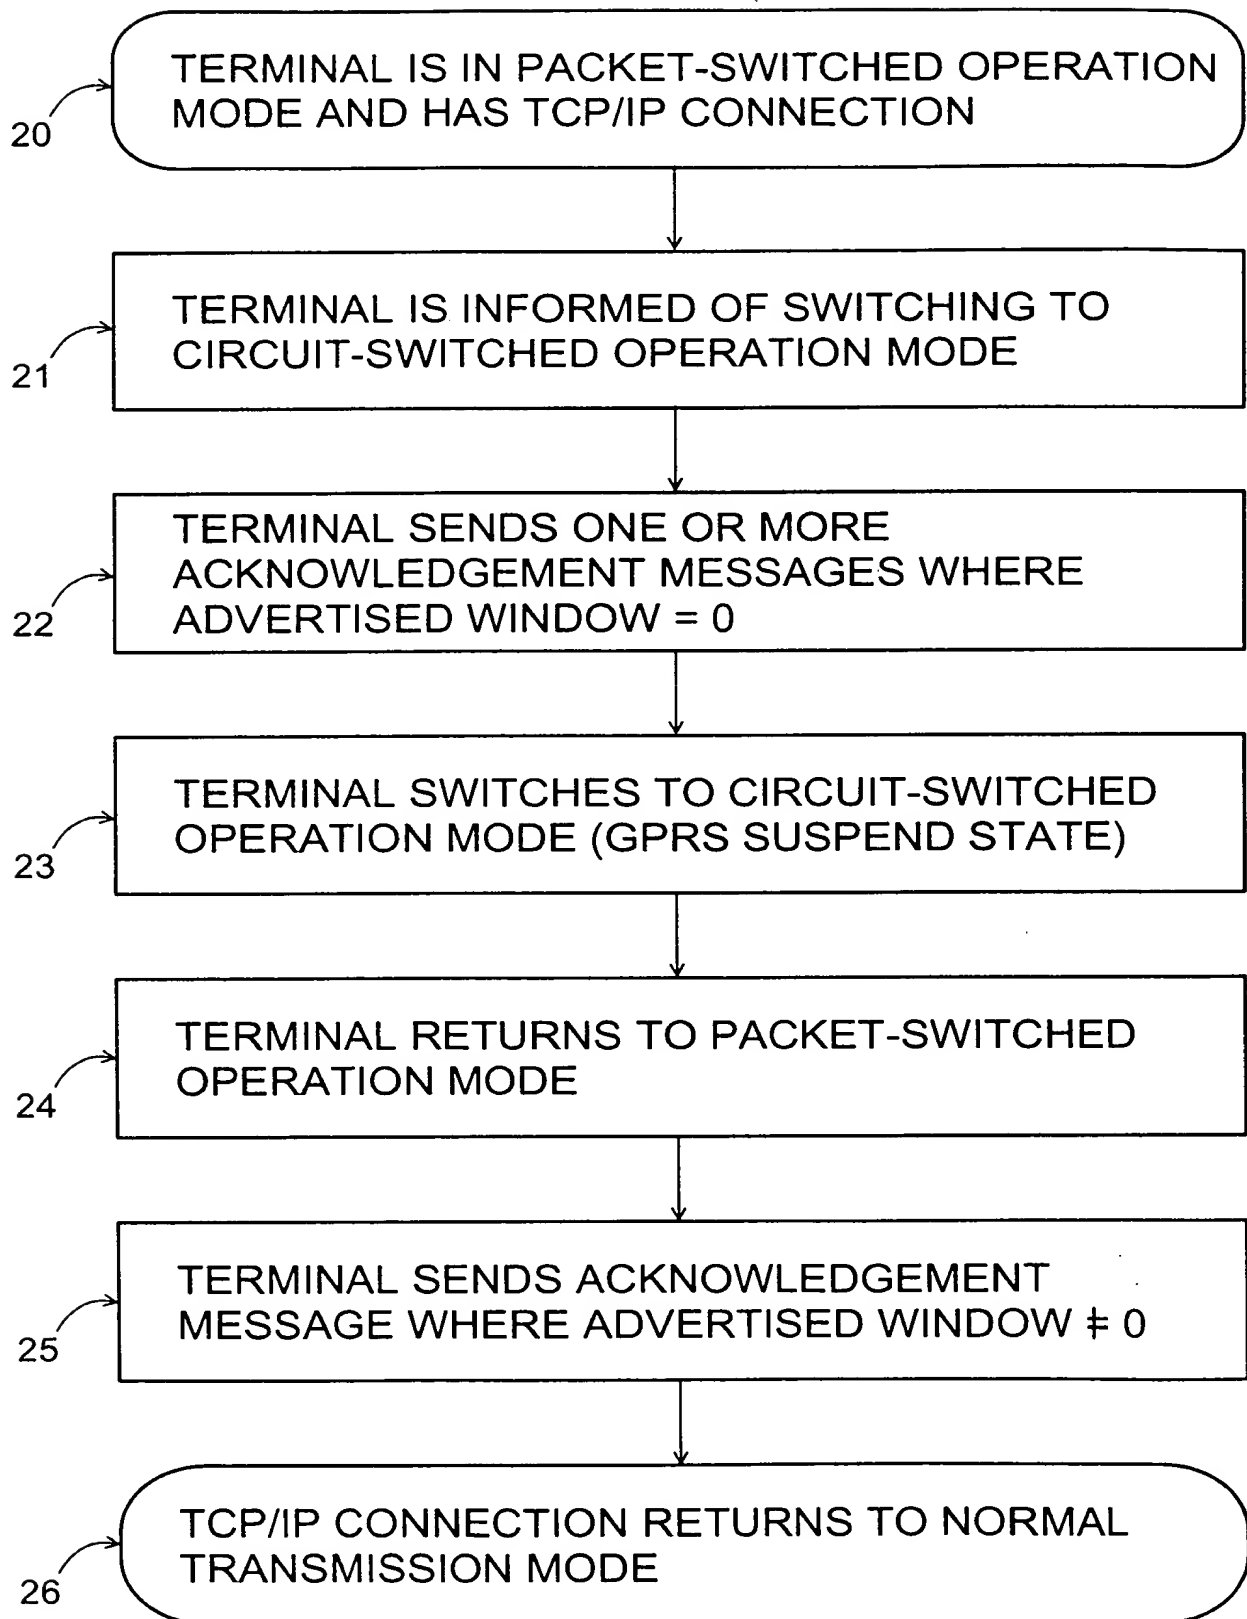 TERMINAL IS IN PACKET-SWITCHED OPERATION
MODE AND HAS TCP/IP CONNECTION
20
TERMINAL IS INFORMED OF SWITCHING TO
CIRCUIT-SWITCHED OPERATION MODE
21
TERMINAL SENDS ONE OR MORE
ACKNOWLEDGEMENT MESSAGES WHERE
ADVERTISED WINDOW = 0
22
TERMINAL SWITCHES TO CIRCUIT-SWITCHED
OPERATION MODE (GPRS SUSPEND STATE)
23
TERMINAL RETURNS TO PACKET-SWITCHED
OPERATION MODE
24
TERMINAL SENDS ACKNOWLEDGEMENT
MESSAGE WHERE ADVERTISED WINDOW ≠ 0
25
TCP/IP CONNECTION RETURNS TO NORMAL
TRANSMISSION MODE
26